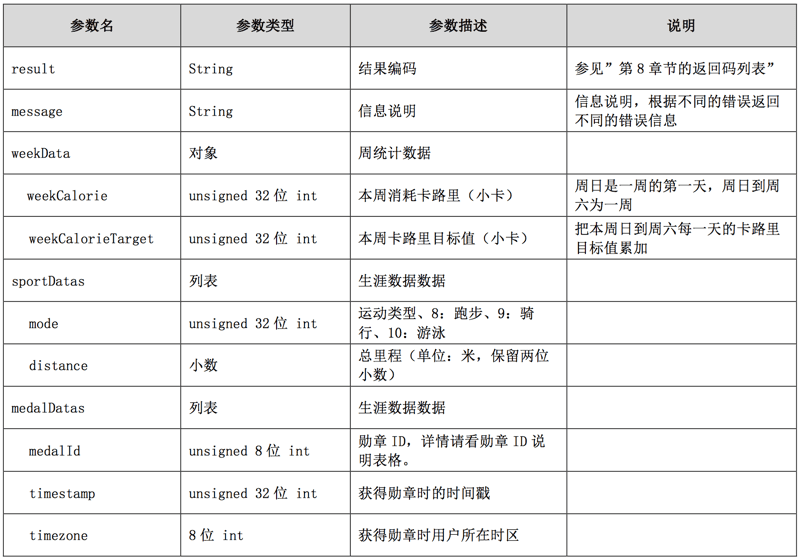 参数名 参数类型 参数描述 说明
result String 结果编码 参见”第 8 章节的返回码列表”
message String 信息说明 信息说明，根据不同的错误返回
不同的错误信息
weekData 对象 周统计数据
weekCalorie unsigned 32 位 int 本周消耗卡路里（小卡） 周日是一周的第一天，周日到周
六为一周
weekCalorieTarget unsigned 32 位 int 本周卡路里目标值（小卡） 把本周日到周六每一天的卡路里
目标值累加
sportDatas 列表 生涯数据数据
mode unsigned 32 位 int 运动类型、8：跑步、9：骑
行、10：游泳
distance 小数 总里程（单位：米，保留两位
小数）
medalDatas 列表 生涯数据数据
medalId unsigned 8 位 int 勋章 ID，详情请看勋章 ID 说
明表格。
timestamp unsigned 32 位 int 获得勋章时的时间戳
timezone 8 位 int 获得勋章时用户所在时区